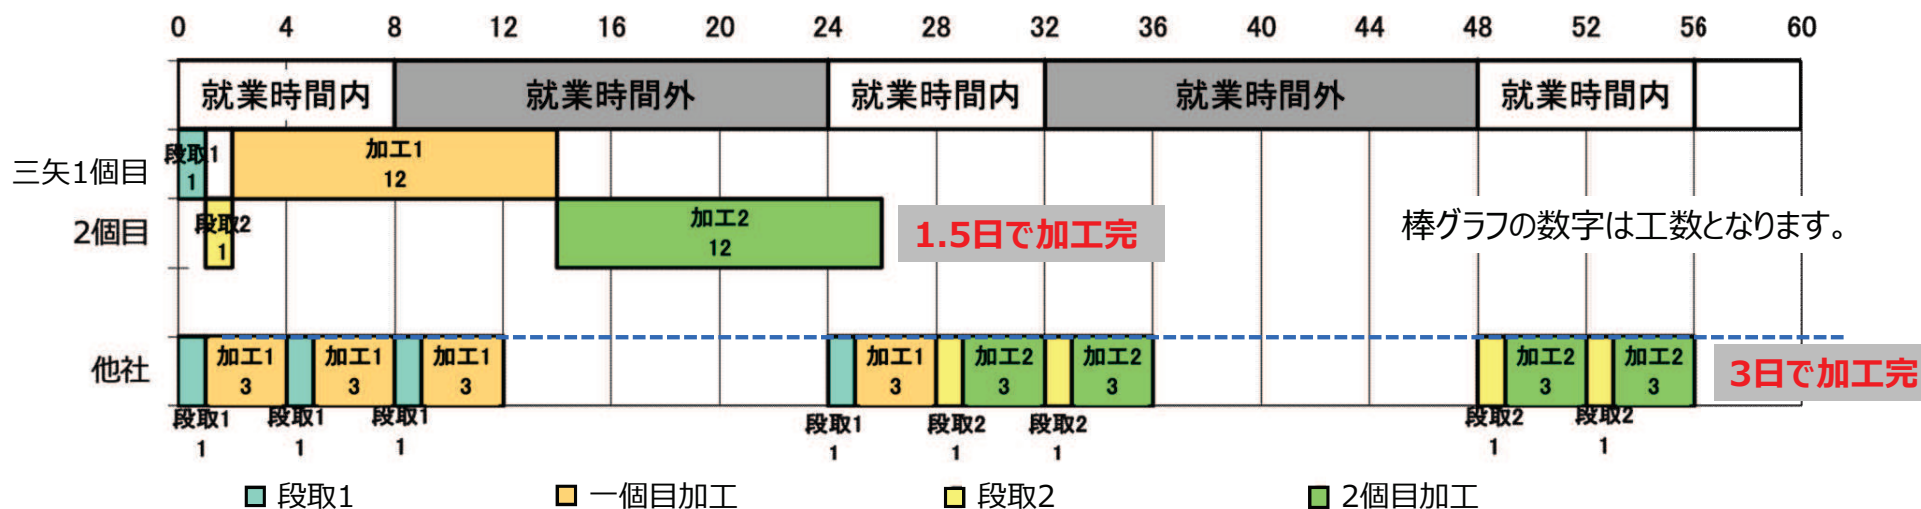 0 4 8 12 16 20 24 28 32 36 40 44 48 52 56 60
就業時間内 就業時間外 就業時間内 就業時間外 就業時間内
三矢1個目 段取1 加工1
1 12
2個目 段取2 加工2 1.5日で加工完 棒グラフの数字は工数となります。
1 12
他社 加工1 加工1 加工1 加工1 加工2 加工2 加工2 加工2 3日で加工完
3 3 3 3 3 3 3 3
段取1 段取1 段取1 段取1 段取2 段取2 段取2 段取2
1 1 1 1 1 1 1 1
段取1 一個目加工 段取2 2個目加工